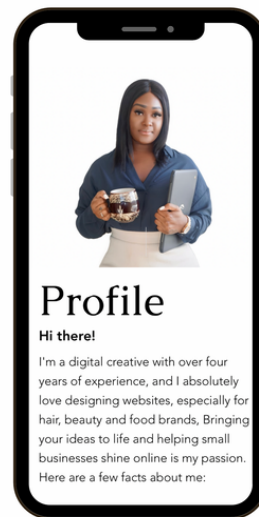 Profile
Hi there!
I'm a digital creative with over four
years of experience, and I absolutely
love designing websites, especially for
hair, beauty and food brands, Bringing
your ideas to life and helping small
businesses shine online is my passion.
Here are a few facts about me: